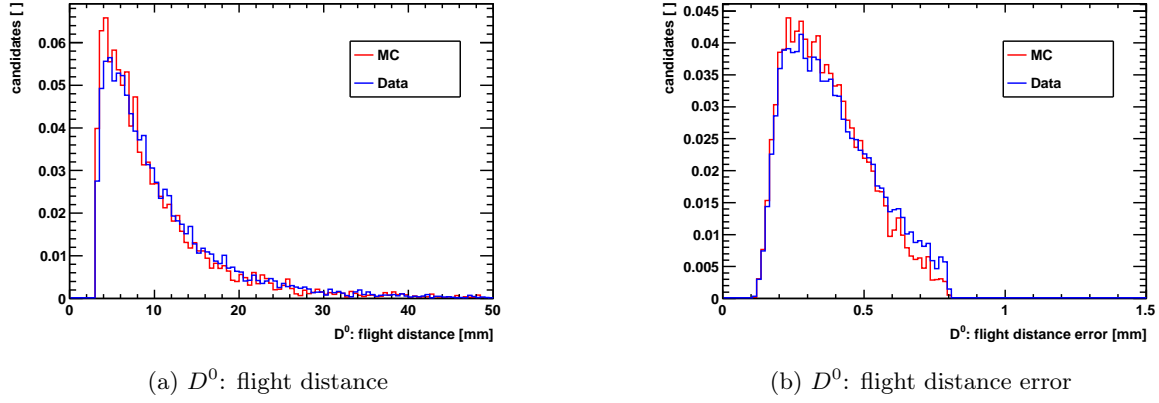 candidates [ ]
0.06
0.05
0.04
0.03
0.02
0.01
0
MC
Data
0 10 20 30 40 50
D⁰: flight distance [mm]
(a) D⁰: flight distance
candidates [ ]
0.045
0.04
0.035
0.03
0.025
0.02
0.015
0.01
0.005
0
MC
Data
0 0.5 1 1.5
D⁰: flight distance error [mm]
(b) D⁰: flight distance error